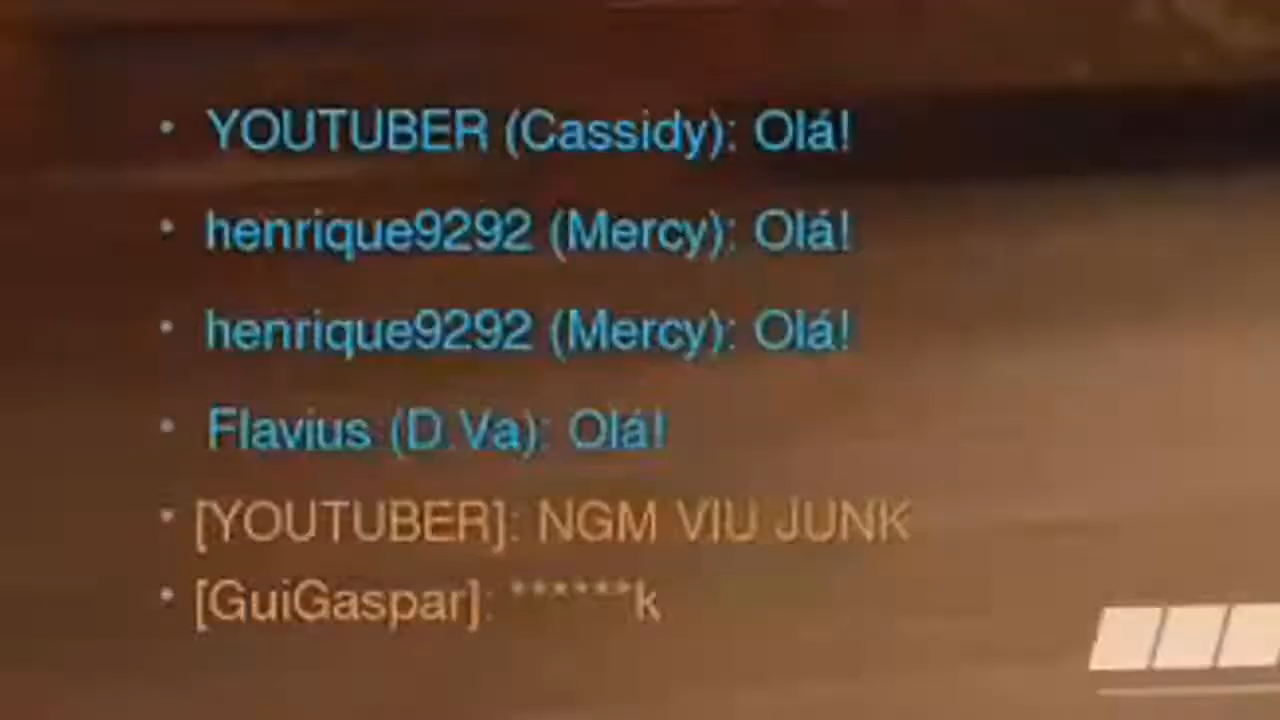 YOUTUBER (Cassidy): Olá!
henrique9292 (Mercy): Olá!
henrique9292 (Mercy): Olá!
Flavius (D.Va): Olá!
[YOUTUBER]: NGM VIU JUNK
[GuiGaspar]: ******k